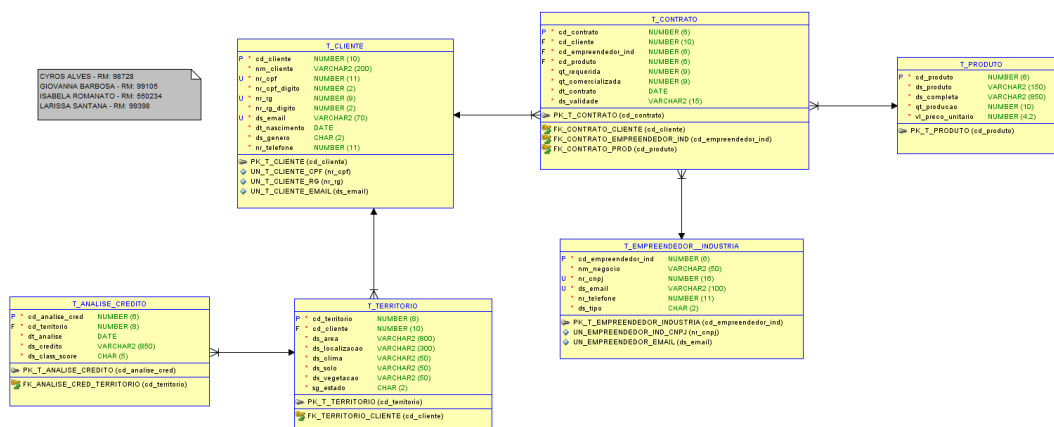 CYROS ALVES - RM: 98728
GIOVANNA BARBOSA - RM: 99105
ISABELA ROMANATO - RM: 550234
LARISSA SANTANA - RM: 99398
T_CLIENTE
P * cd_cliente NUMBER (10)
* nm_cliente VARCHAR2 (200)
U * nr_cpf NUMBER (11)
* nr_cpf_digito NUMBER (2)
U * nr_rg NUMBER (9)
* nr_rg_digito NUMBER (2)
U * ds_email VARCHAR2 (70)
* dt_nascimento DATE
* ds_genero CHAR (2)
* nr_telefone NUMBER (11)
PK_T_CLIENTE (cd_cliente)
UN_T_CLIENTE_CPF (nr_cpf)
UN_T_CLIENTE_RG (nr_rg)
UN_T_CLIENTE_EMAIL (ds_email)
T_CONTRATO
P * cd_contrato NUMBER (6)
F * cd_cliente NUMBER (10)
F * cd_empreendedor_ind NUMBER (6)
F * cd_produto NUMBER (6)
* qt_requerida NUMBER (9)
* qt_comercializada NUMBER (9)
* dt_contrato DATE
* ds_validade VARCHAR2 (15)
PK_T_CONTRATO (cd_contrato)
FK_CONTRATO_CLIENTE (cd_cliente)
FK_CONTRATO_EMPREENDEDOR_IND (cd_empreendedor_ind)
FK_CONTRATO_PROD (cd_produto)
T_PRODUTO
P * cd_produto NUMBER (6)
* ds_produto VARCHAR2 (150)
* ds_completa VARCHAR2 (850)
* qt_producao NUMBER (10)
* vl_preco_unitario NUMBER (4,2)
PK_T_PRODUTO (cd_produto)
T_EMPREENDEDOR__INDUSTRIA
P * cd_empreendedor_ind NUMBER (6)
* nm_negocio VARCHAR2 (50)
U * nr_cnpj NUMBER (16)
U * ds_email VARCHAR2 (100)
* nr_telefone NUMBER (11)
* ds_tipo CHAR (2)
PK_T_EMPREENDEDOR_INDUSTRIA (cd_empreendedor_ind)
UN_EMPREENDEDOR_IND_CNPJ (nr_cnpj)
UN_EMPREENDEDOR_EMAIL (ds_email)
T_ANALISE_CREDITO
P * cd_analise_cred NUMBER (6)
F * cd_territorio NUMBER (8)
* dt_analise DATE
* ds_credito VARCHAR2 (850)
* ds_class_score CHAR (5)
PK_T_ANALISE_CREDITO (cd_analise_cred)
FK_ANALISE_CRED_TERRITORIO (cd_territorio)
T_TERRITORIO
P * cd_territorio NUMBER (8)
F * cd_cliente NUMBER (10)
* ds_area VARCHAR2 (800)
* ds_localizacao VARCHAR2 (300)
* ds_clima VARCHAR2 (50)
* ds_solo VARCHAR2 (50)
* ds_vegetacao VARCHAR2 (50)
* sg_estado CHAR (2)
PK_T_TERRITORIO (cd_territorio)
FK_TERRITORIO_CLIENTE (cd_cliente)